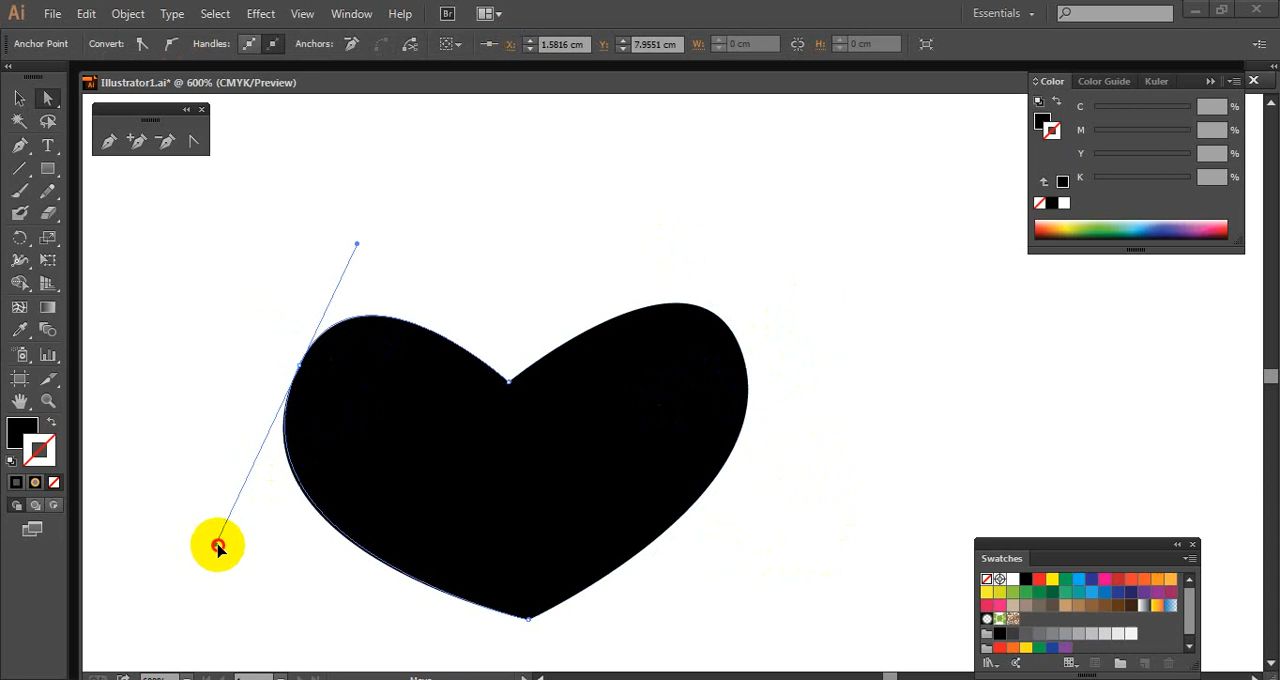 Ai File Edit Object Type Select Effect View Window Help Br Essentials
Anchor Point Convert: Handles: Anchors: X: 1.5816 cm Y: 7.9551 cm W: 0 cm H: 0 cm
Ai Illustrator1.ai* @ 600% (CMYK/Preview)
Color Color Guide Kuler
C %
M %
Y %
K %
T
Swatches